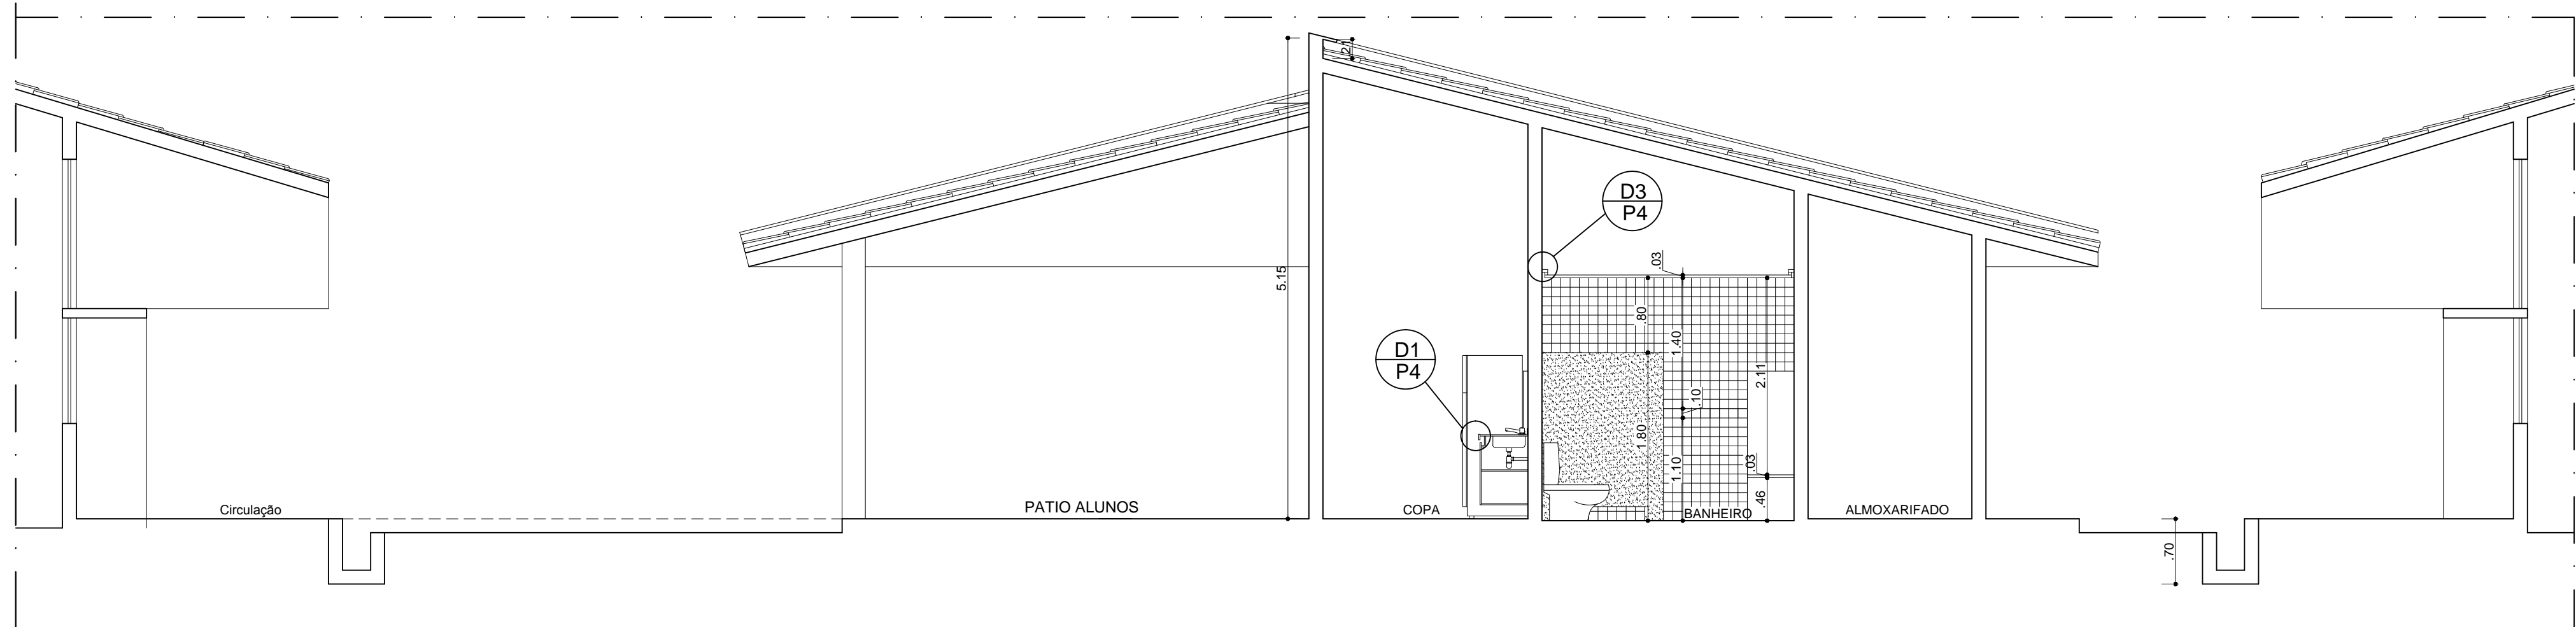 .21
5.15
D3
P4
.03
.80
1.40
2.11
.10
D1
P4
1.80
1.10
.03
.46
Circulação
PATIO ALUNOS
COPA
BANHEIRO
ALMOXARIFADO
.70